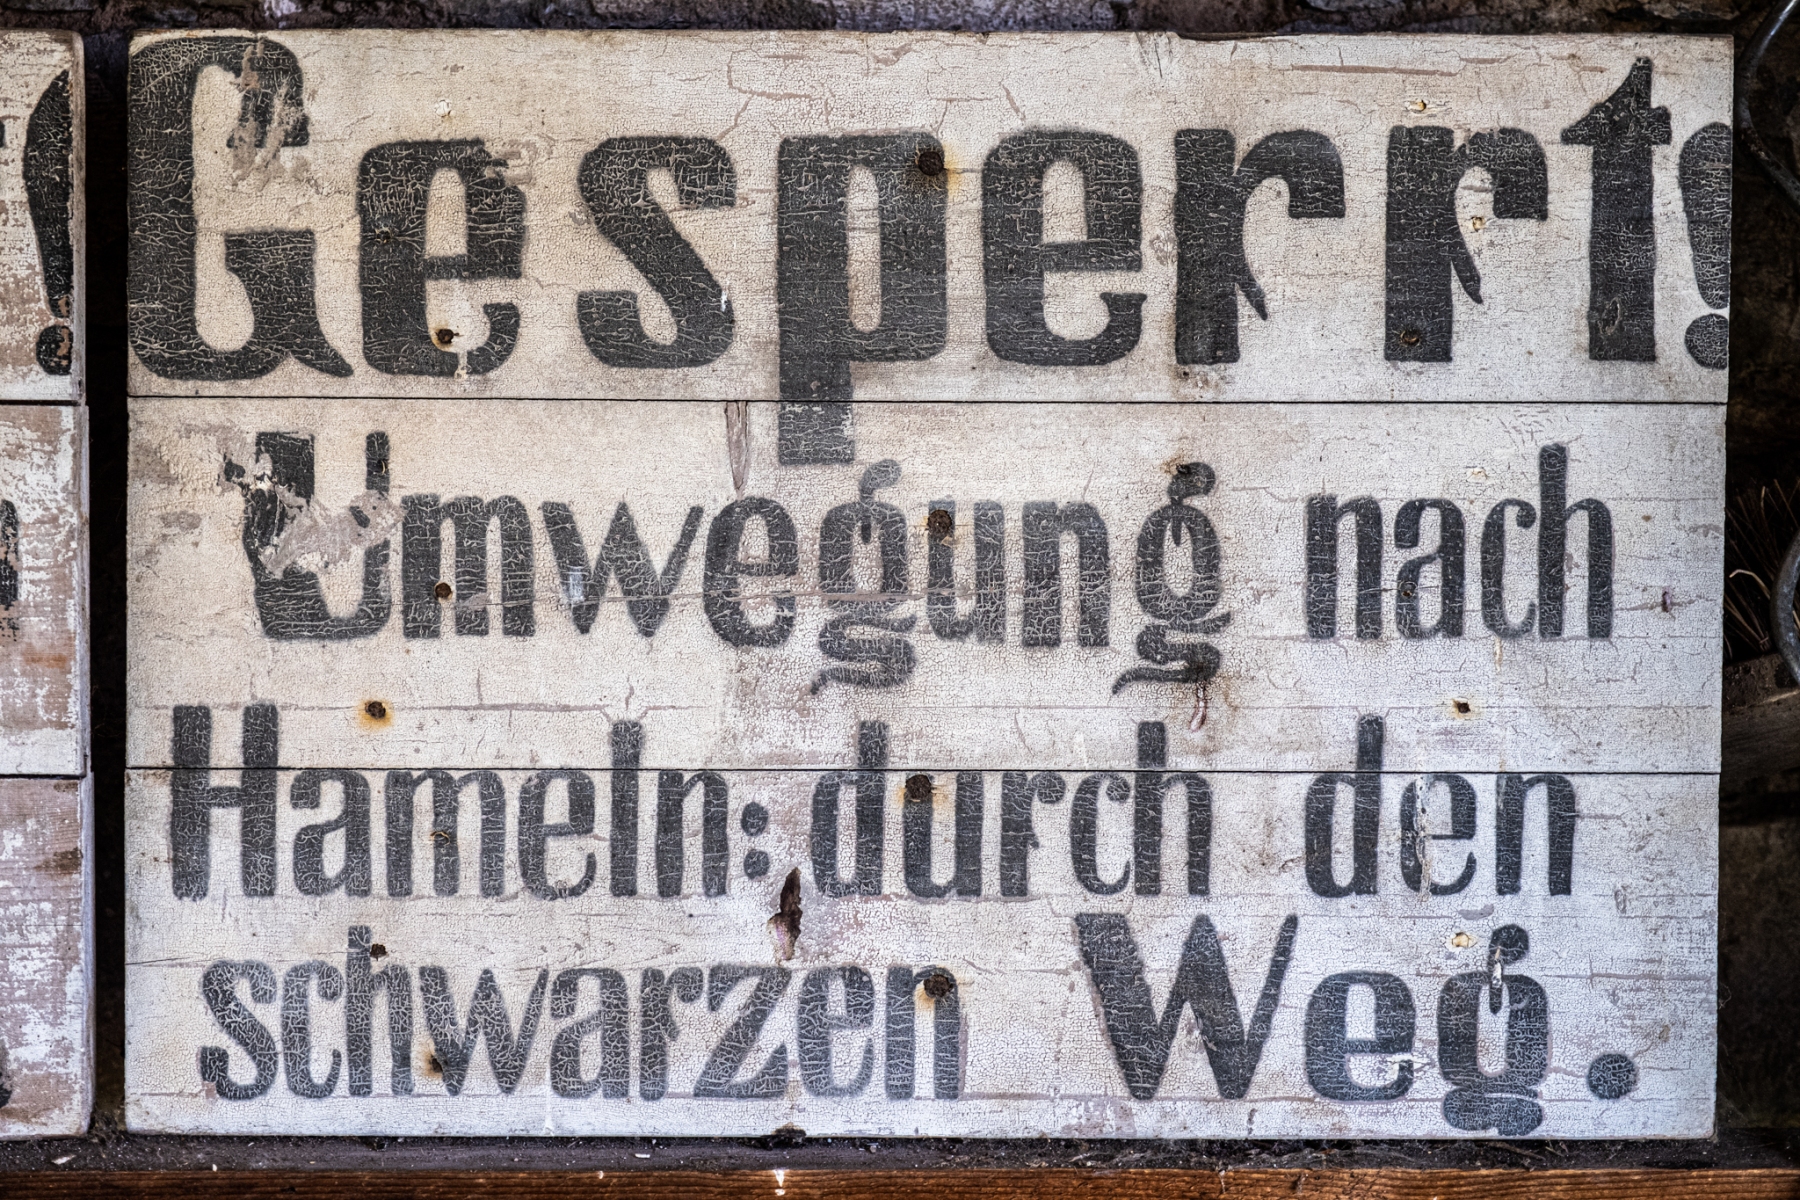 Gesperrt!
Umwegung nach
Hameln: durch den
schwarzen Weg.